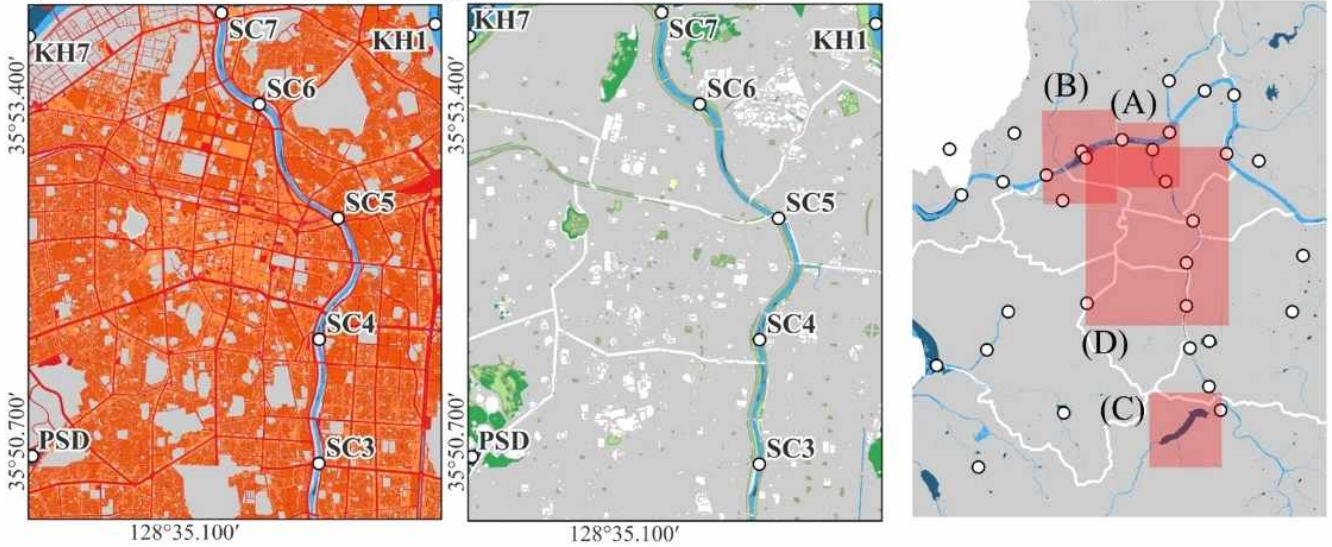 KH7
SC7
KH1
SC6
SC5
SC4
PSD
SC3
35°53.400′
35°50.700′
128°35.100′
KH7
SC7
KH1
SC6
SC5
SC4
PSD
SC3
35°53.400′
35°50.700′
128°35.100′
(B)
(A)
(D)
(C)